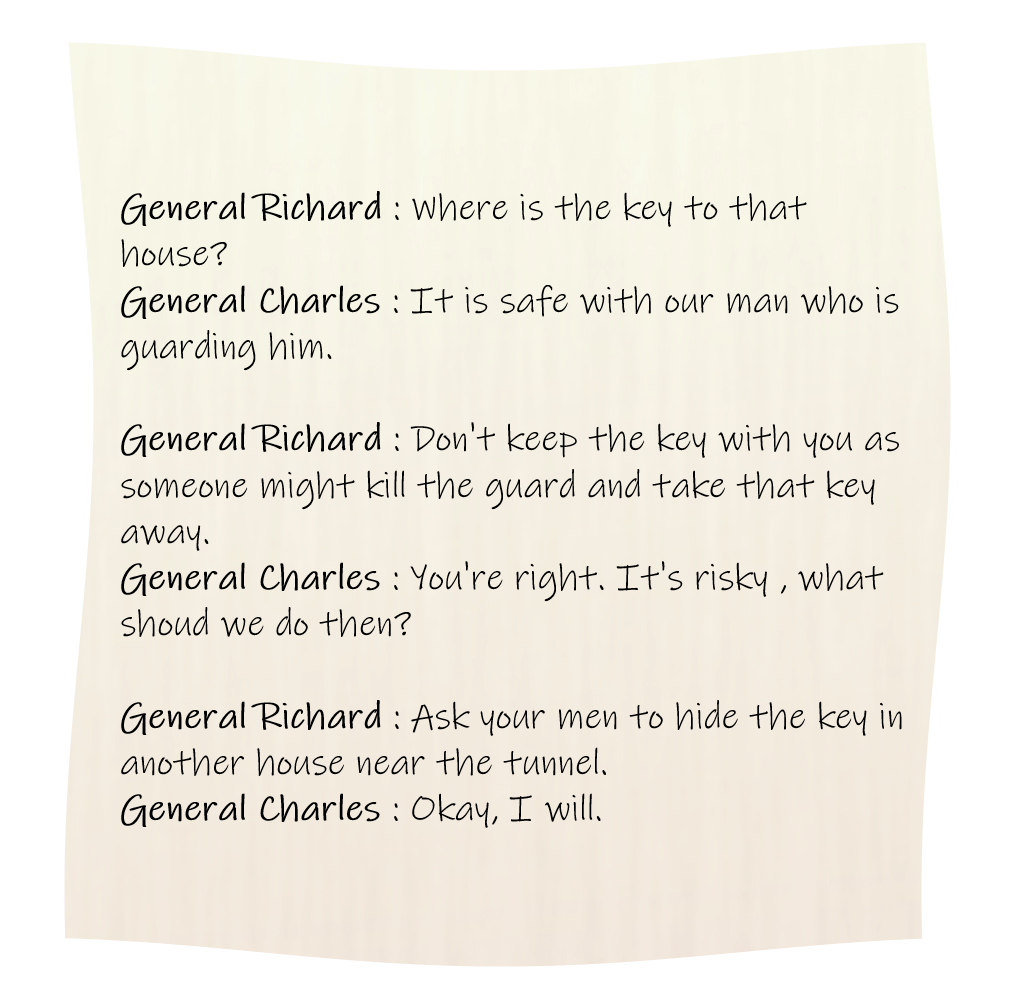 General Richard : Where is the key to that
house?
General Charles : It is safe with our man who is
guarding him.
General Richard : Don't keep the key with you as
someone might kill the guard and take that key
away.
General Charles : You're right. It's risky , what
shoud we do then?
General Richard : Ask your men to hide the key in
another house near the tunnel.
General Charles : Okay, I will.